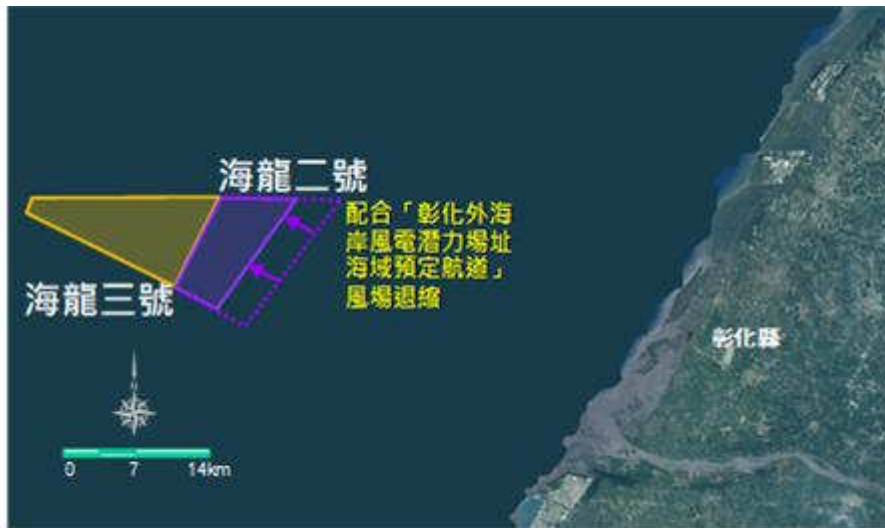 海龍二號
配合「彰化外海
岸風電潛力場址
海域預定航道」
風場退縮
海龍三號
彰化縣
N
0 7 14km